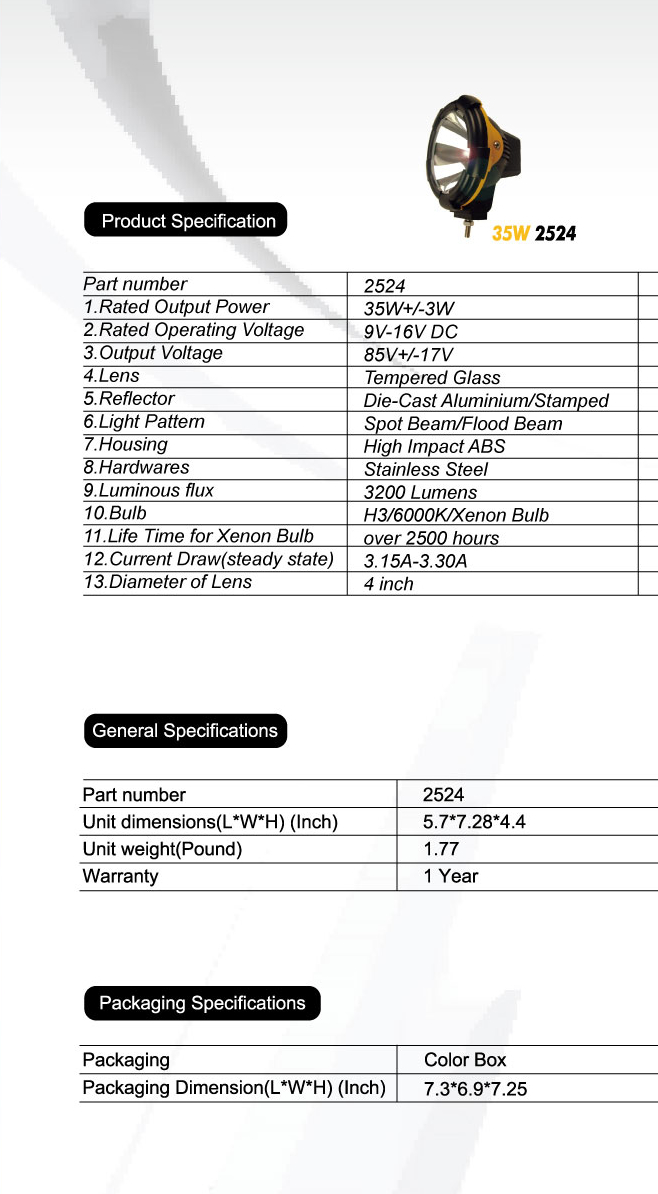 35W 2524
Product Specification
Part number 2524
1.Rated Output Power 35W+/-3W
2.Rated Operating Voltage 9V-16V DC
3.Output Voltage 85V+/-17V
4.Lens Tempered Glass
5.Reflector Die-Cast Aluminium/Stamped
6.Light Pattern Spot Beam/Flood Beam
7.Housing High Impact ABS
8.Hardwares Stainless Steel
9.Luminous flux 3200 Lumens
10.Bulb H3/6000K/Xenon Bulb
11.Life Time for Xenon Bulb over 2500 hours
12.Current Draw(steady state) 3.15A-3.30A
13.Diameter of Lens 4 inch
General Specifications
Part number 2524
Unit dimensions(L*W*H) (Inch) 5.7*7.28*4.4
Unit weight(Pound) 1.77
Warranty 1 Year
Packaging Specifications
Packaging Color Box
Packaging Dimension(L*W*H) (Inch) 7.3*6.9*7.25